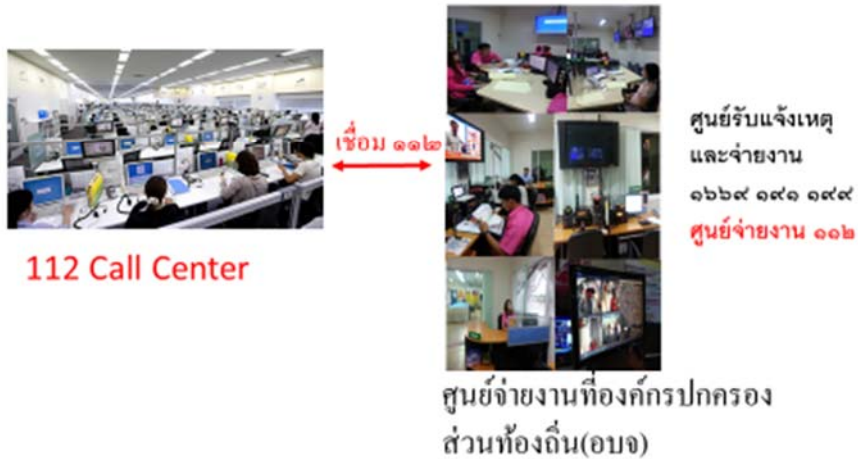 เชื่อม ๑๑๒
112 Call Center
ศูนย์รับแจ้งเหตุ
และจ่ายงาน
๑๖๖๙ ๑๙๑ ๑๙๙
ศูนย์จ่ายงาน ๑๑๒
ศูนย์จ่ายงานที่องค์กรปกครอง
ส่วนท้องถิ่น(อบจ)